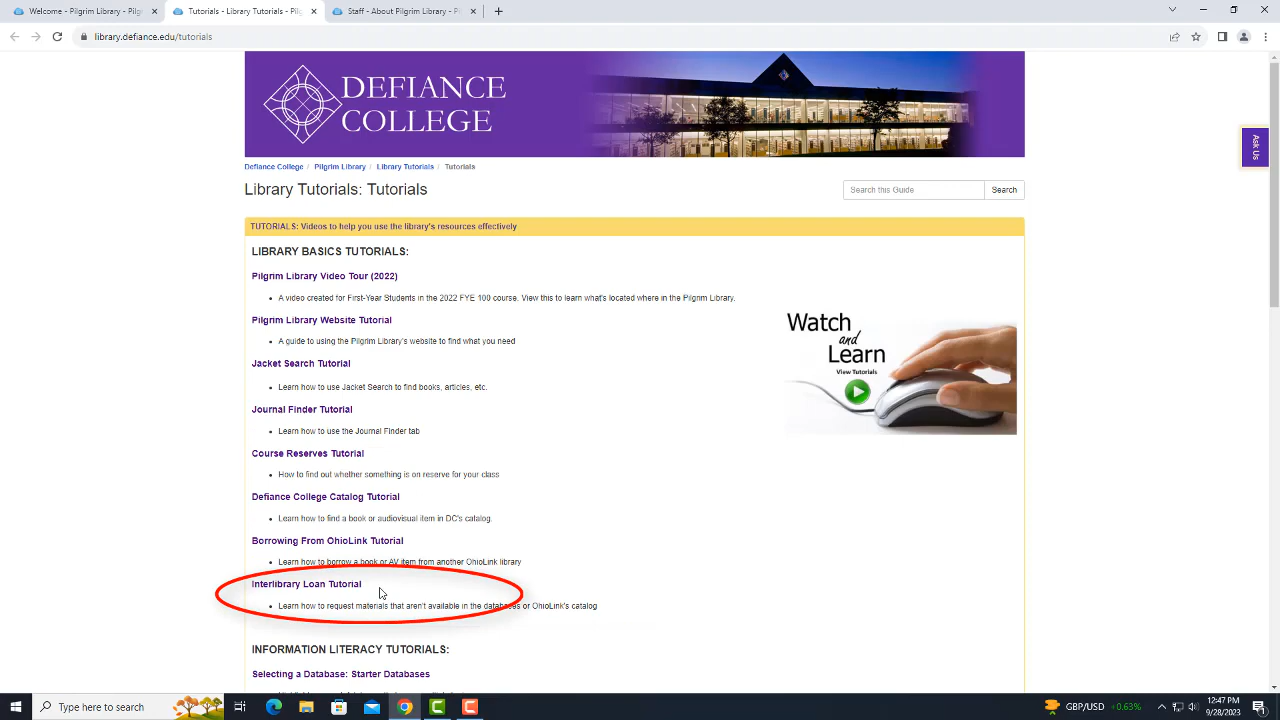 Welcome - Pilgrim Library - Pilg
Tutorials - Library Tutorials - Pilg
Staff - About Pilgrim Library - P
library.defiance.edu/tutorials
DEFIANCE
COLLEGE
Ask Us
Defiance College / Pilgrim Library / Library Tutorials / Tutorials
Library Tutorials: Tutorials
Search this Guide
Search
TUTORIALS: Videos to help you use the library's resources effectively
LIBRARY BASICS TUTORIALS:
Pilgrim Library Video Tour (2022)
• A video created for First-Year Students in the 2022 FYE 100 course. View this to learn what's located where in the Pilgrim Library.
Pilgrim Library Website Tutorial
• A guide to using the Pilgrim Library's website to find what you need
Jacket Search Tutorial
• Learn how to use Jacket Search to find books, articles, etc.
Journal Finder Tutorial
• Learn how to use the Journal Finder tab
Course Reserves Tutorial
• How to find out whether something is on reserve for your class
Defiance College Catalog Tutorial
• Learn how to find a book or audiovisual item in DC's catalog.
Borrowing From OhioLink Tutorial
• Learn how to borrow a book or AV item from another OhioLink library
Interlibrary Loan Tutorial
• Learn how to request materials that aren't available in the databases or OhioLink's catalog
INFORMATION LITERACY TUTORIALS:
Selecting a Database: Starter Databases
Watch
and
Learn
View Tutorials
Type here to search
GBP/USD +0.63%
12:47 PM
9/28/2023